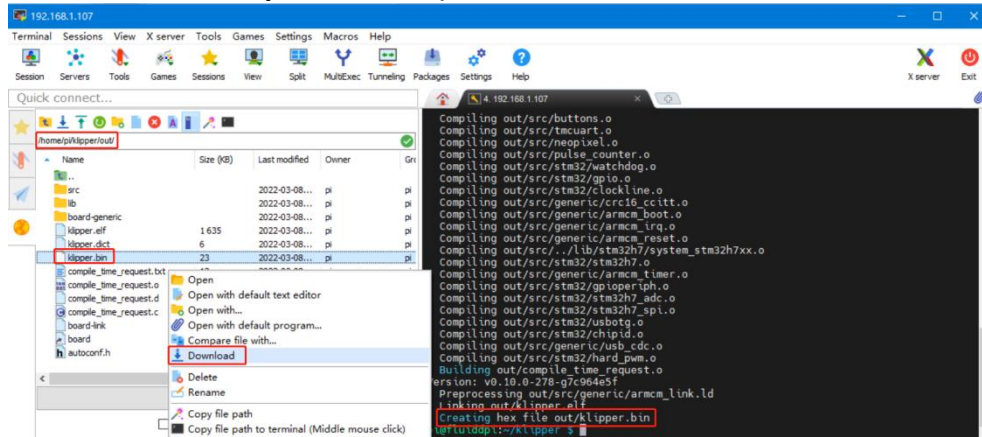 192.168.1.107
Terminal Sessions View X server Tools Games Settings Macros Help
Session Servers Tools Games Sessions View Split MultiExec Tunneling Packages Settings Help X server Exit
Quick connect...
4. 192.168.1.107
/home/pi/klipper/out/
Name Size (KB) Last modified Owner
..
src 2022-03-08... pi pi
lib 2022-03-08... pi pi
board-generic 2022-03-08... pi pi
klipper.elf 1 635 2022-03-08... pi pi
klipper.dict 6 2022-03-08... pi pi
klipper.bin 23 2022-03-08... pi pi
compile_time_request.txt
compile_time_request.o
compile_time_request.d
compile_time_request.c
board-link
board
autoconf.h
Open
Open with default text editor
Open with...
Open with default program...
Compare file with...
Download
Delete
Rename
Copy file path
Copy file path to terminal (Middle mouse click)
Compiling out/src/buttons.o
Compiling out/src/tmcuart.o
Compiling out/src/neopixel.o
Compiling out/src/pulse_counter.o
Compiling out/src/stm32/watchdog.o
Compiling out/src/stm32/gpio.o
Compiling out/src/stm32/clockline.o
Compiling out/src/generic/crc16_ccitt.o
Compiling out/src/generic/armcm_boot.o
Compiling out/src/generic/armcm_irq.o
Compiling out/src/generic/armcm_reset.o
Compiling out/src/../lib/stm32h7/system_stm32h7xx.o
Compiling out/src/stm32/stm32h7.o
Compiling out/src/generic/armcm_timer.o
Compiling out/src/stm32/gpioperiph.o
Compiling out/src/stm32/stm32h7_adc.o
Compiling out/src/stm32/stm32h7_spi.o
Compiling out/src/stm32/usbotg.o
Compiling out/src/stm32/chipid.o
Compiling out/src/generic/usb_cdc.o
Compiling out/src/stm32/hard_pwm.o
Building out/compile_time_request.o
ersion: v0.10.0-278-g7c964e5f
Preprocessing out/src/generic/armcm_link.ld
Linking out/klipper.elf
Creating hex file out/klipper.bin
i@fluiddpi:~/klipper $